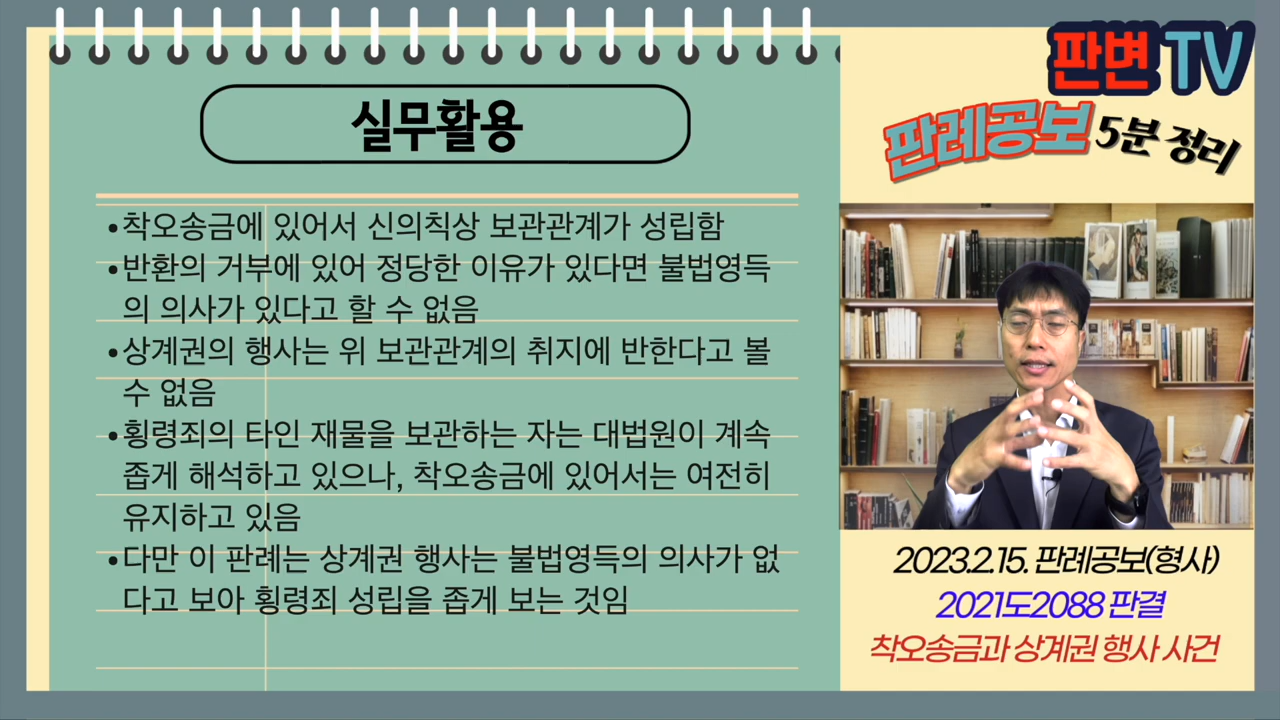 실무활용
•착오송금에 있어서 신의칙상 보관관계가 성립함
•반환의 거부에 있어 정당한 이유가 있다면 불법영득
의 의사가 있다고 할 수 없음
•상계권의 행사는 위 보관관계의 취지에 반한다고 볼
수 없음
•횡령죄의 타인 재물을 보관하는 자는 대법원이 계속
좁게 해석하고 있으나, 착오송금에 있어서는 여전히
유지하고 있음
•다만 이 판례는 상계권 행사는 불법영득의 의사가 없
다고 보아 횡령죄 성립을 좁게 보는 것임
판변 TV
판례공보 5분 정리
2023.2.15. 판례공보(형사)
2021도2088 판결
착오송금과 상계권 행사 사건